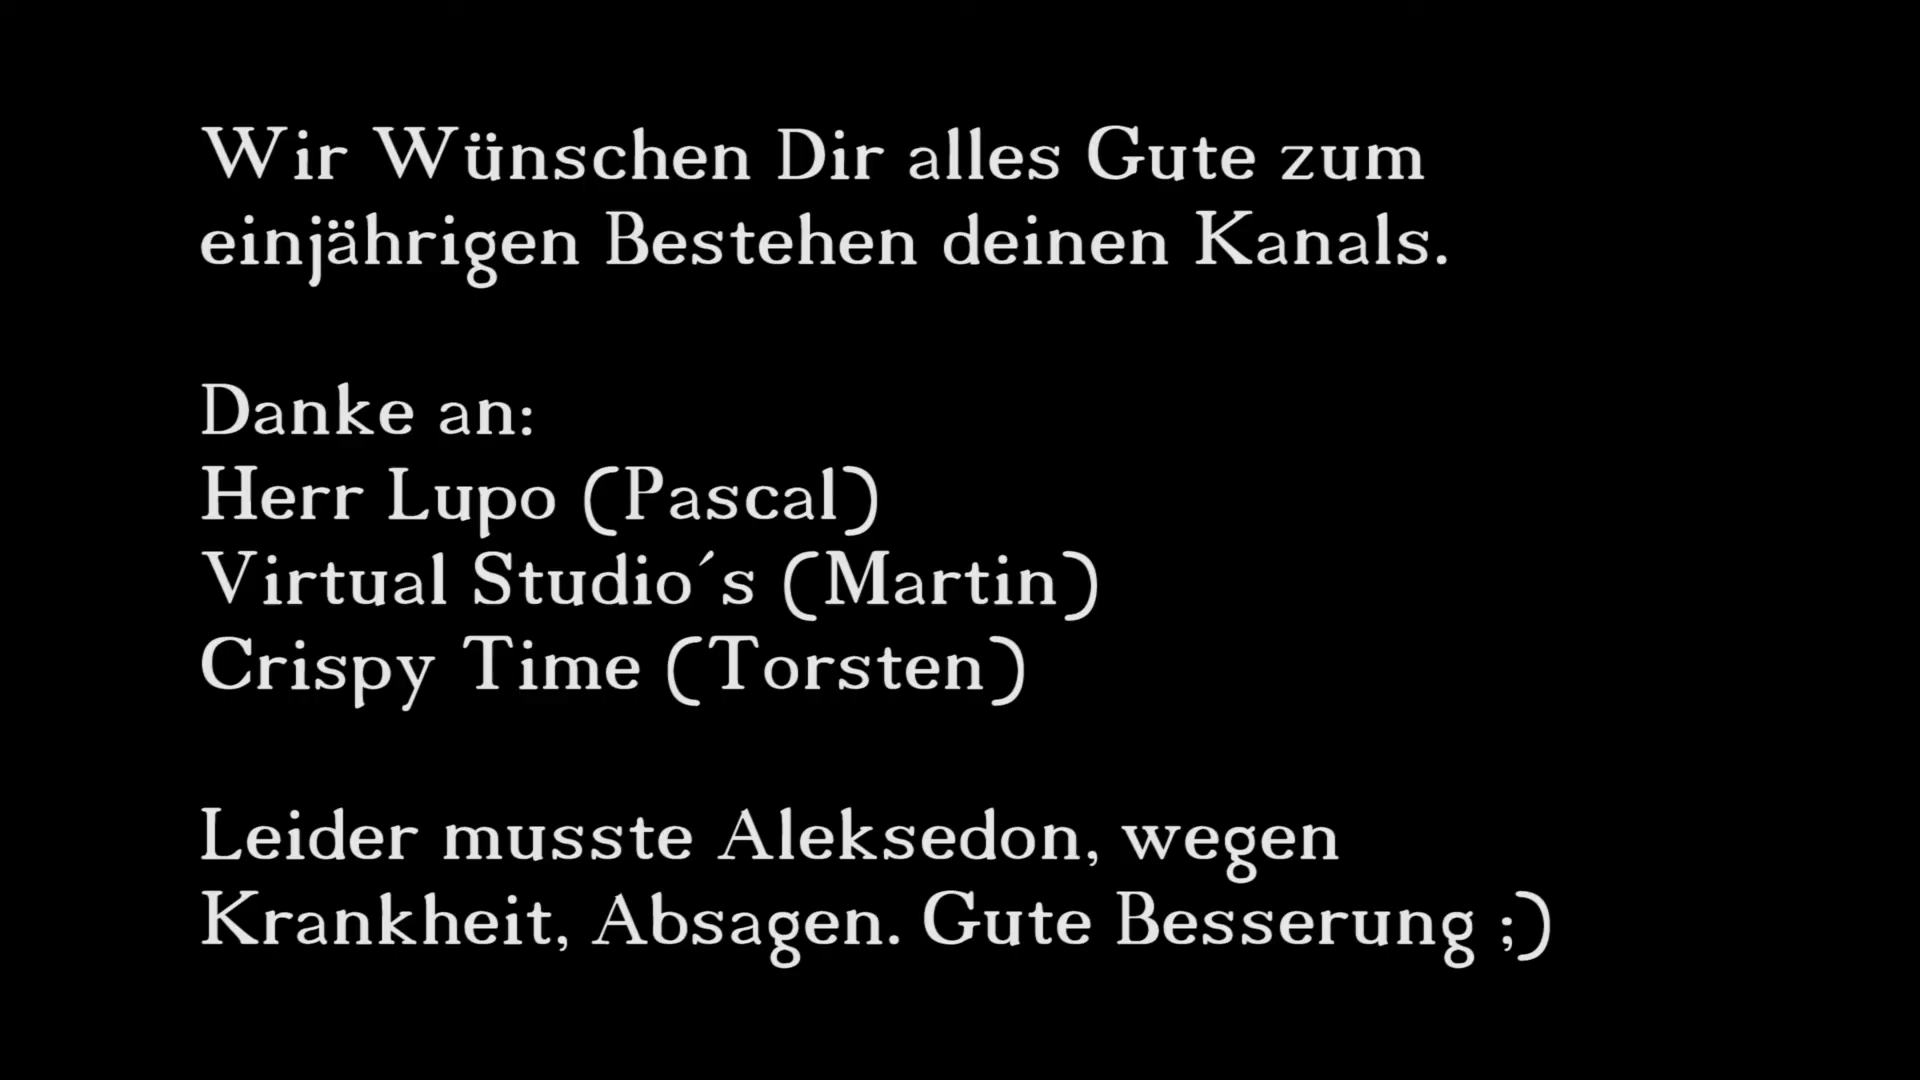 Wir Wünschen Dir alles Gute zum
einjährigen Bestehen deinen Kanals.
Danke an:
Herr Lupo (Pascal)
Virtual Studio´s (Martin)
Crispy Time (Torsten)
Leider musste Aleksedon, wegen
Krankheit, Absagen. Gute Besserung ;)